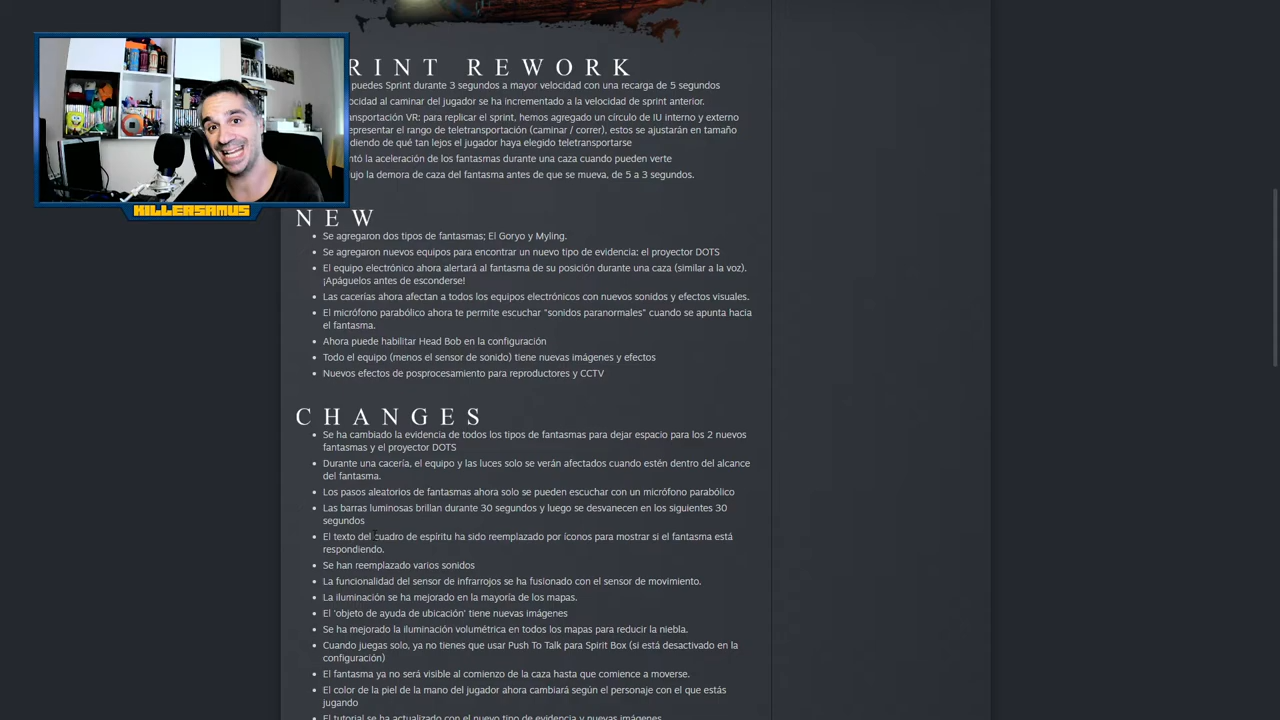 RINT REWORK
puedes Sprint durante 3 segundos a mayor velocidad con una recarga de 5 segundos
ocidad al caminar del jugador se ha incrementado a la velocidad de sprint anterior.
ansportación VR: para replicar el sprint, hemos agregado un círculo de IU interno y externo
epresentar el rango de teletransportación (caminar / correr), estos se ajustarán en tamaño
diendo de qué tan lejos el jugador haya elegido teletransportarse
ntó la aceleración de los fantasmas durante una caza cuando pueden verte
ujo la demora de caza del fantasma antes de que se mueva, de 5 a 3 segundos.
KILLERSAMUS
NEW
Se agregaron dos tipos de fantasmas; El Goryo y Myling.
Se agregaron nuevos equipos para encontrar un nuevo tipo de evidencia: el proyector DOTS
El equipo electrónico ahora alertará al fantasma de su posición durante una caza (similar a la voz).
¡Apáguelos antes de esconderse!
Las cacerías ahora afectan a todos los equipos electrónicos con nuevos sonidos y efectos visuales.
El micrófono parabólico ahora te permite escuchar "sonidos paranormales" cuando se apunta hacia
el fantasma.
Ahora puede habilitar Head Bob en la configuración
Todo el equipo (menos el sensor de sonido) tiene nuevas imágenes y efectos
Nuevos efectos de posprocesamiento para reproductores y CCTV
CHANGES
Se ha cambiado la evidencia de todos los tipos de fantasmas para dejar espacio para los 2 nuevos
fantasmas y el proyector DOTS
Durante una cacería, el equipo y las luces solo se verán afectados cuando estén dentro del alcance
del fantasma.
Los pasos aleatorios de fantasmas ahora solo se pueden escuchar con un micrófono parabólico
Las barras luminosas brillan durante 30 segundos y luego se desvanecen en los siguientes 30
segundos
El texto del cuadro de espíritu ha sido reemplazado por íconos para mostrar si el fantasma está
respondiendo.
Se han reemplazado varios sonidos
La funcionalidad del sensor de infrarrojos se ha fusionado con el sensor de movimiento.
La iluminación se ha mejorado en la mayoría de los mapas.
El 'objeto de ayuda de ubicación' tiene nuevas imágenes
Se ha mejorado la iluminación volumétrica en todos los mapas para reducir la niebla.
Cuando juegas solo, ya no tienes que usar Push To Talk para Spirit Box (si está desactivado en la
configuración)
El fantasma ya no será visible al comienzo de la caza hasta que comience a moverse.
El color de la piel de la mano del jugador ahora cambiará según el personaje con el que estás
jugando
El tutorial se ha actualizado con el nuevo tipo de evidencia y nuevas imágenes